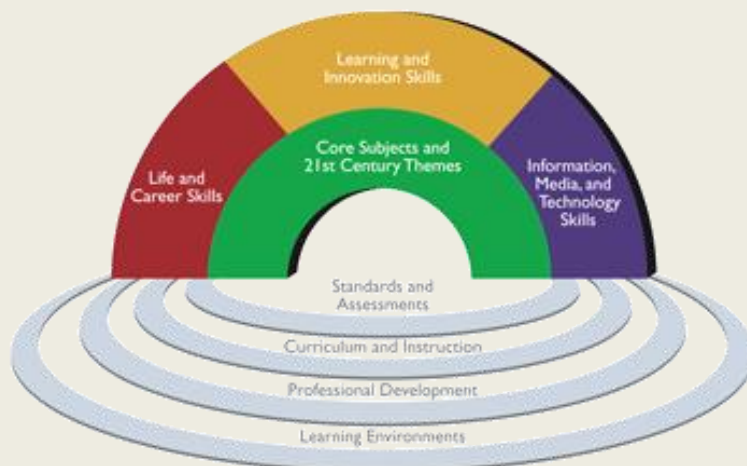 Learning and
Innovation Skills
Core Subjects and
21st Century Themes
Life and
Career Skills
Information,
Media, and
Technology
Skills
Standards and
Assessments
Curriculum and Instruction
Professional Development
Learning Environments